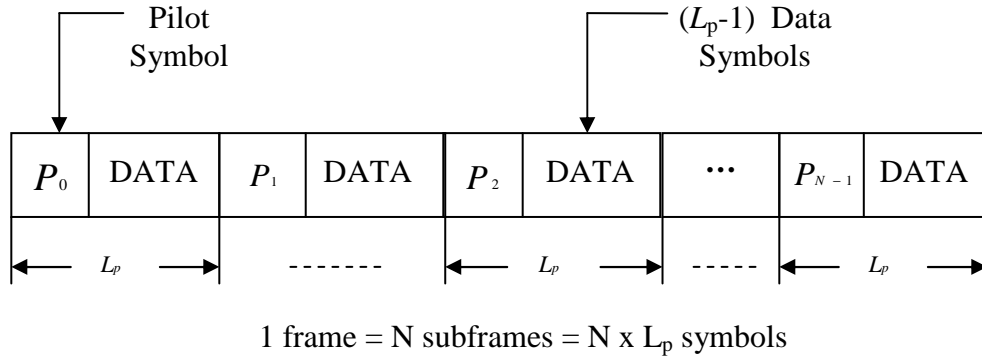 Pilot
Symbol
(Lp-1) Data
Symbols
P0 DATA P1 DATA P2 DATA ... PN-1 DATA
Lp Lp Lp
1 frame = N subframes = N x Lp symbols